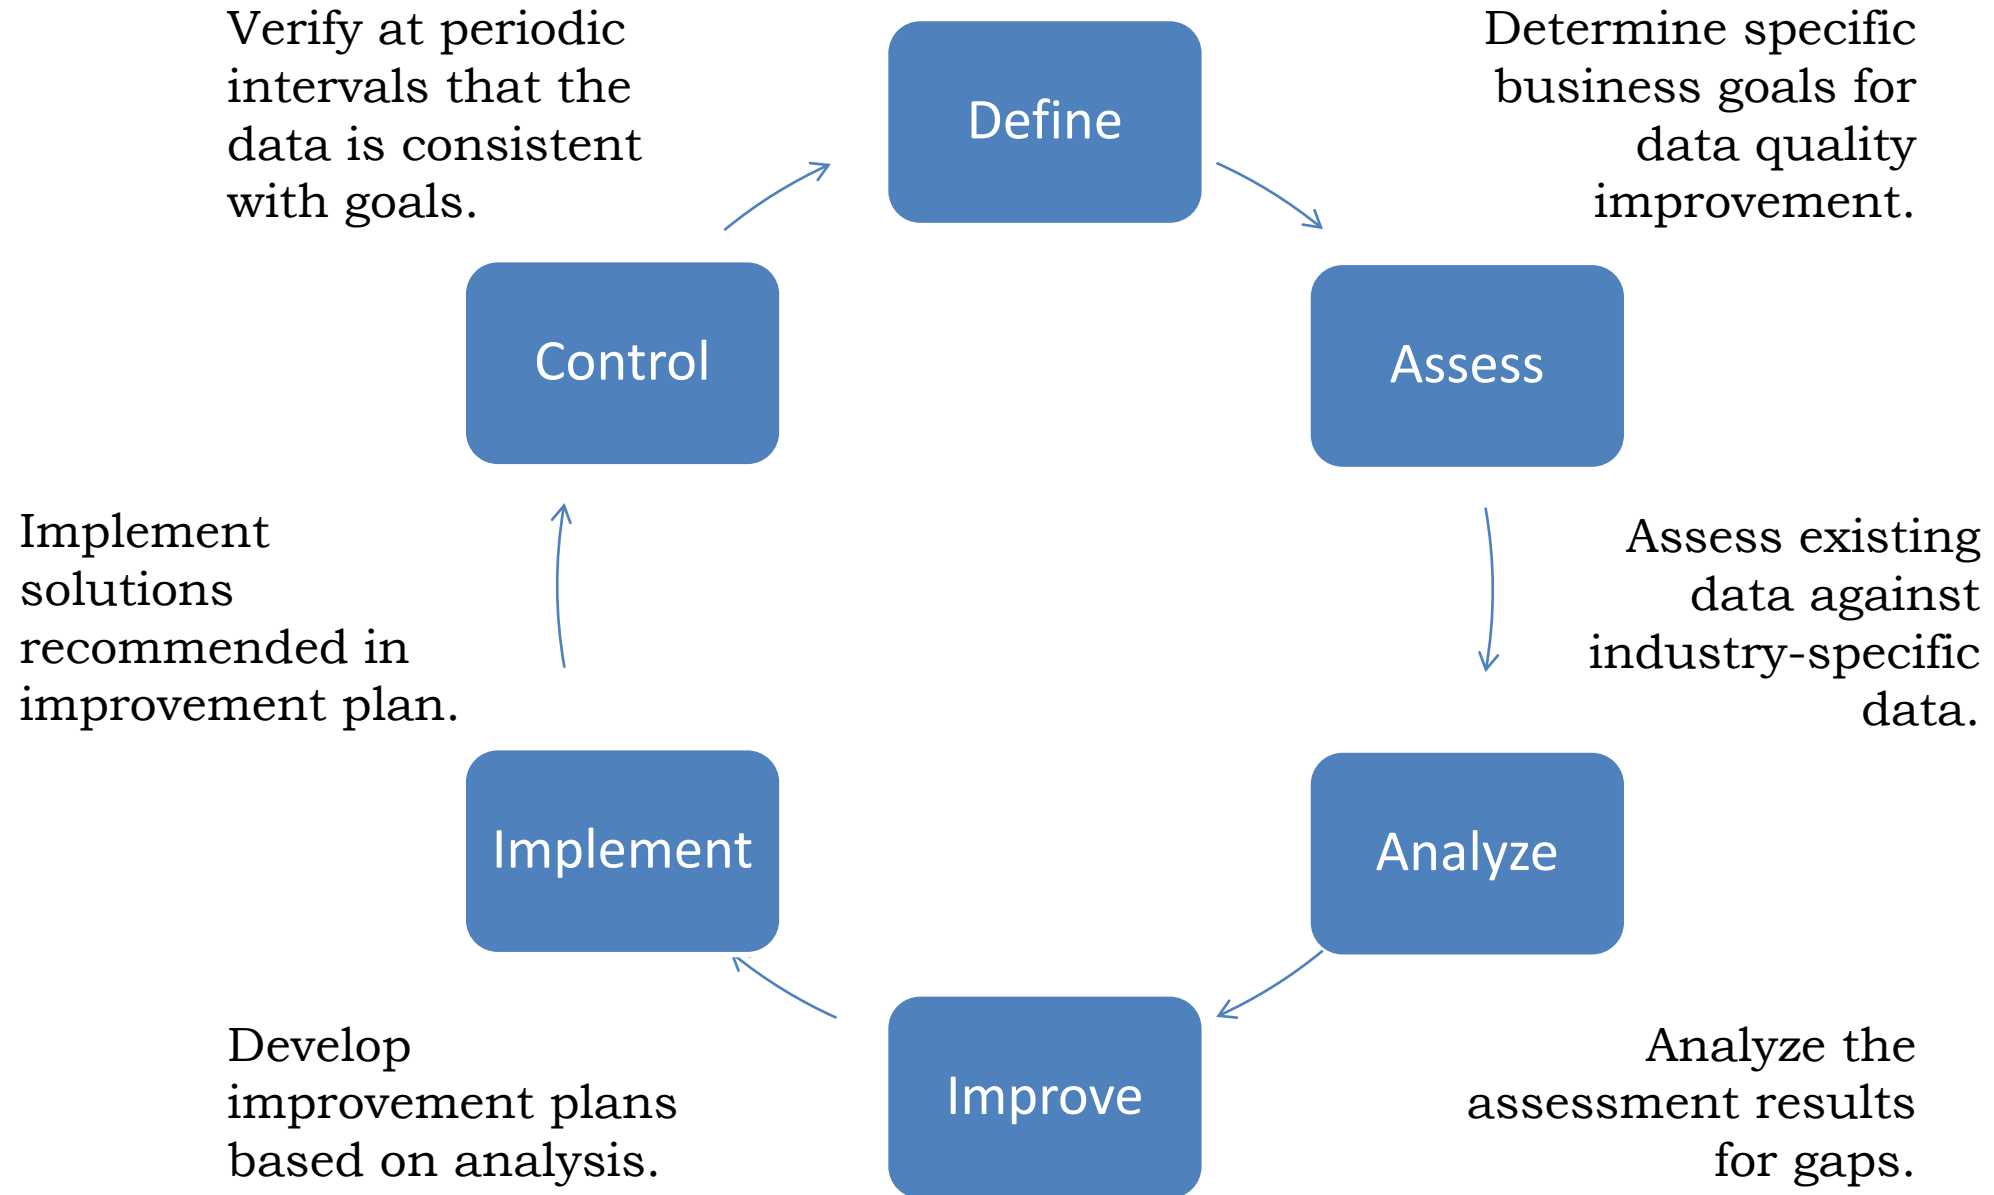 Define
Determine specific
business goals for
data quality
improvement.
Assess
Assess existing
data against
industry-specific
data.
Analyze
Analyze the
assessment results
for gaps.
Improve
Develop
improvement plans
based on analysis.
Implement
Implement
solutions
recommended in
improvement plan.
Control
Verify at periodic
intervals that the
data is consistent
with goals.